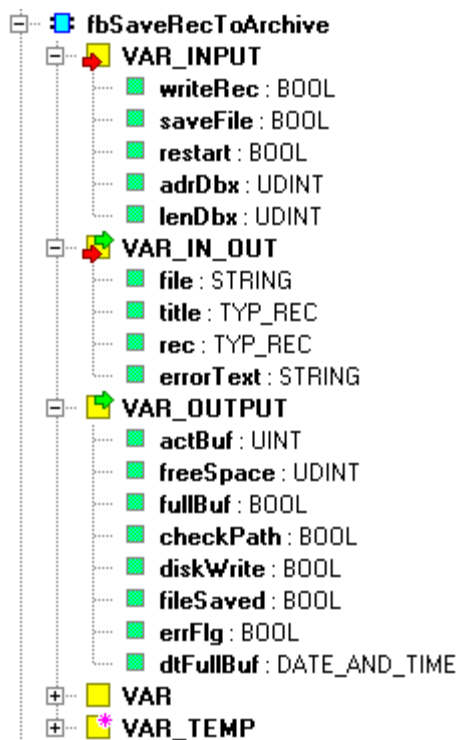 fbSaveRecToArchive
VAR_INPUT
writeRec : BOOL
saveFile : BOOL
restart : BOOL
adrDbx : UDINT
lenDbx : UDINT
VAR_IN_OUT
file : STRING
title : TYP_REC
rec : TYP_REC
errorText : STRING
VAR_OUTPUT
actBuf : UINT
freeSpace : UDINT
fullBuf : BOOL
checkPath : BOOL
diskWrite : BOOL
fileSaved : BOOL
errFlg : BOOL
dtFullBuf : DATE_AND_TIME
VAR
VAR_TEMP